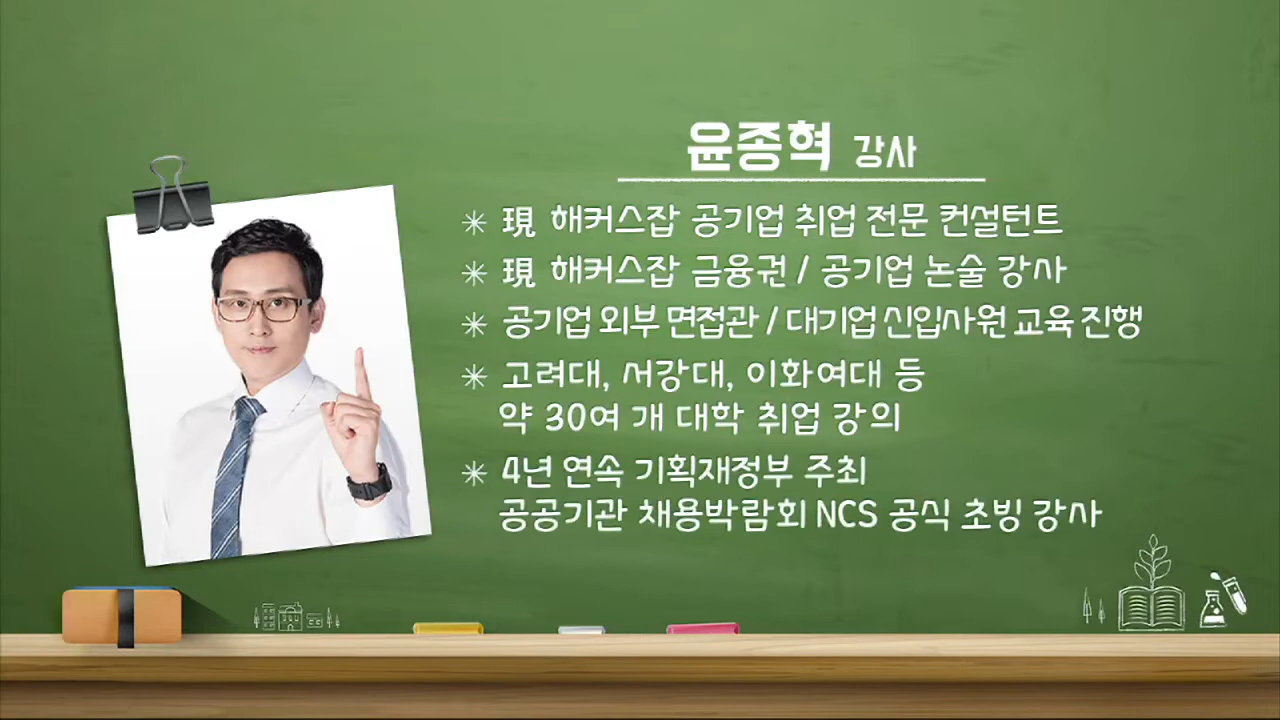 윤종혁 강사
✳ 現 해커스잡 공기업 취업 전문 컨설턴트
✳ 現 해커스잡 금융권 / 공기업 논술 강사
✳ 공기업 외부 면접관 / 대기업 신입사원 교육 진행
✳ 고려대, 서강대, 이화여대 등
약 30여 개 대학 취업 강의
✳ 4년 연속 기획재정부 주최
공공기관 채용박람회 NCS 공식 초빙 강사